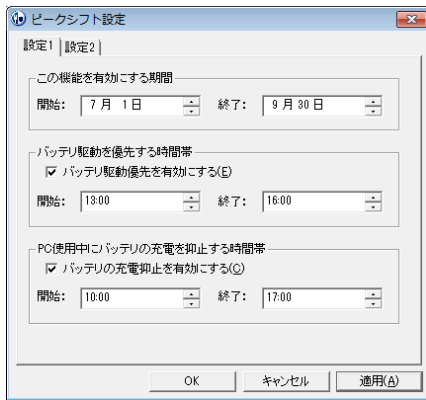 ピークシフト設定
設定1 設定2
この機能を有効にする期間
開始: 7月 1日 終了: 9月30日
バッテリ駆動を優先する時間帯
バッテリ駆動優先を有効にする(E)
開始: 13:00 終了: 16:00
PC使用中にバッテリの充電を抑止する時間帯
バッテリの充電抑止を有効にする(C)
開始: 10:00 終了: 17:00
OK キャンセル 適用(A)